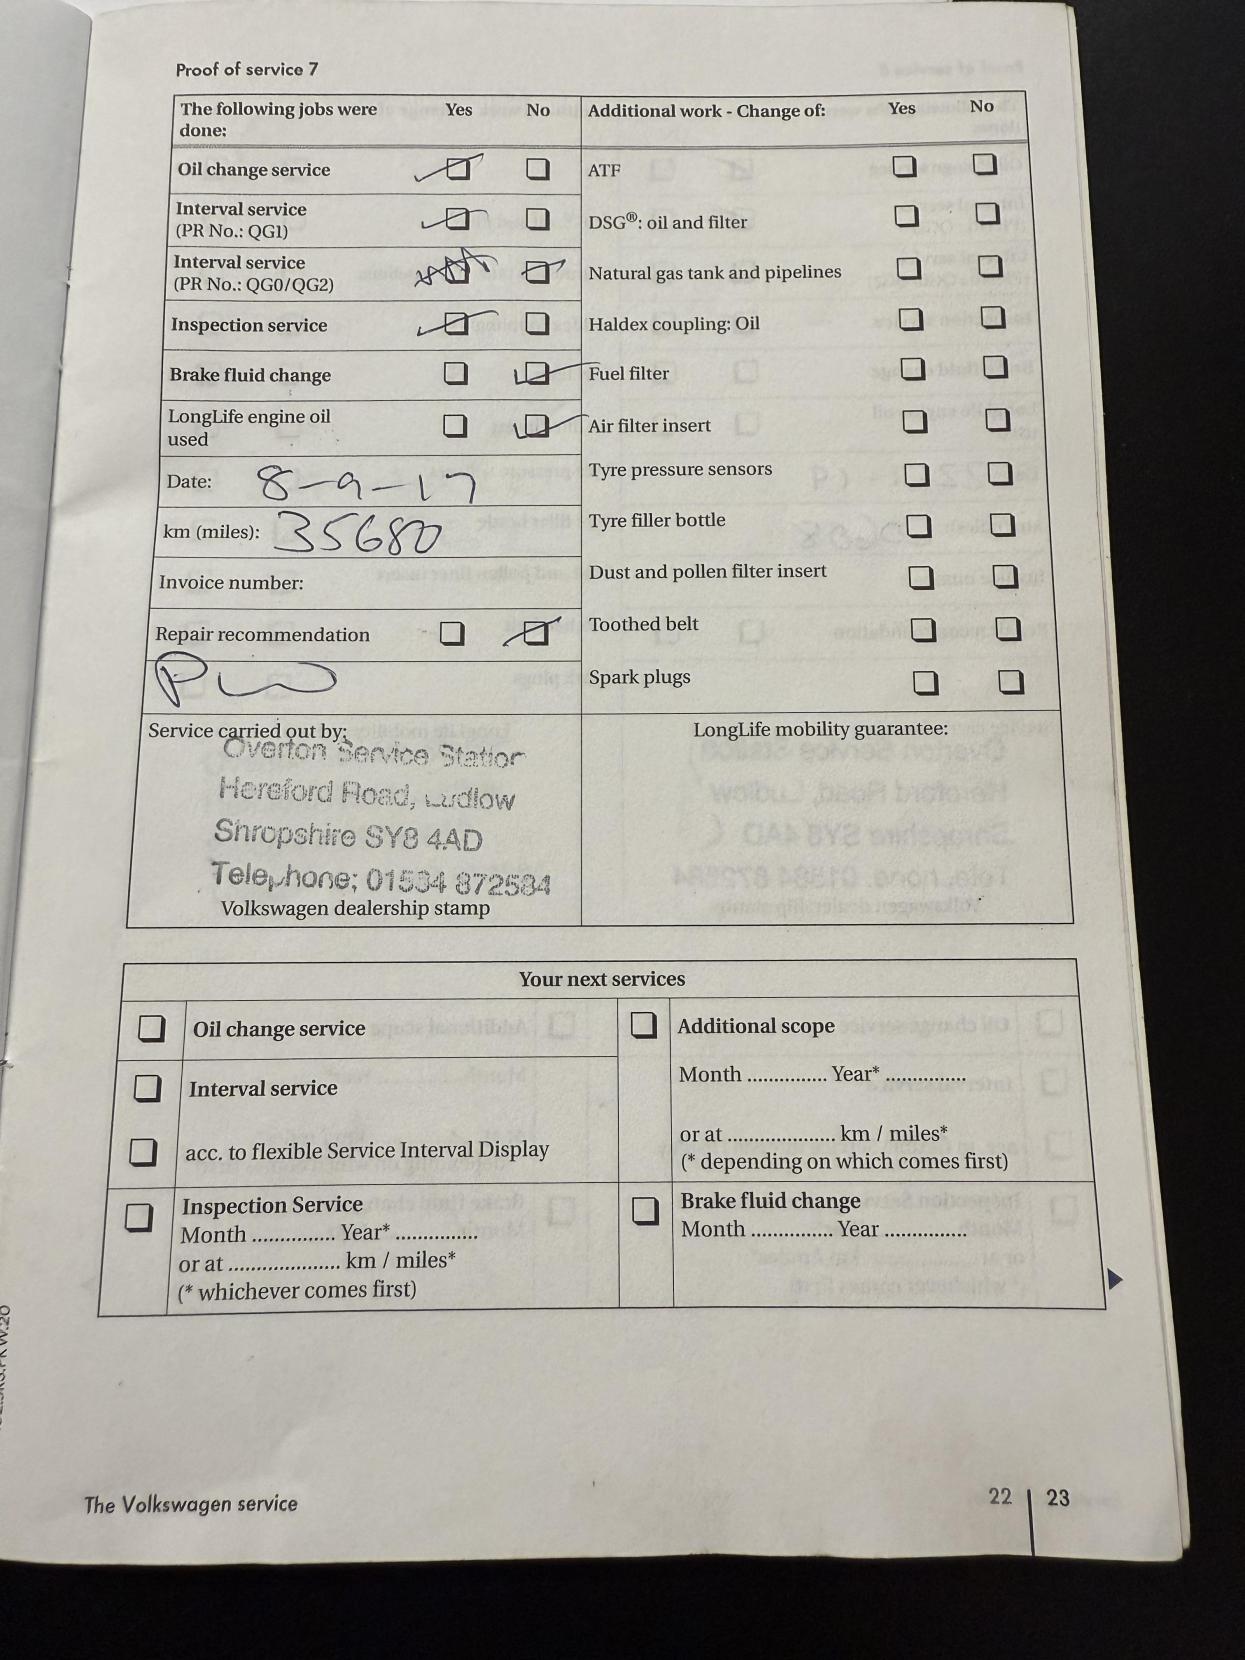 Proof of service 7
The following jobs were done: Yes No
Oil change service
Interval service
(PR No.: QG1)
Interval service
(PR No.: QG0/QG2)
Inspection service
Brake fluid change
LongLife engine oil
used
Date: 8-9-17
km (miles): 35680
Invoice number:
Repair recommendation
Additional work - Change of: Yes No
ATF
DSG®: oil and filter
Natural gas tank and pipelines
Haldex coupling: Oil
Fuel filter
Air filter insert
Tyre pressure sensors
Tyre filler bottle
Dust and pollen filter insert
Toothed belt
Spark plugs
Service carried out by:
Overton Service Station
Hereford Road, Ludlow
Shropshire SY8 4AD
Telephone: 01584 872584
Volkswagen dealership stamp
LongLife mobility guarantee:
Your next services
Oil change service
Interval service
acc. to flexible Service Interval Display
Inspection Service
Month ............... Year* ...............
or at .................... km / miles*
(* whichever comes first)
Additional scope
Month .............. Year* ..............
or at ................... km / miles*
(* depending on which comes first)
Brake fluid change
Month .............. Year ..............
The Volkswagen service
22 | 23